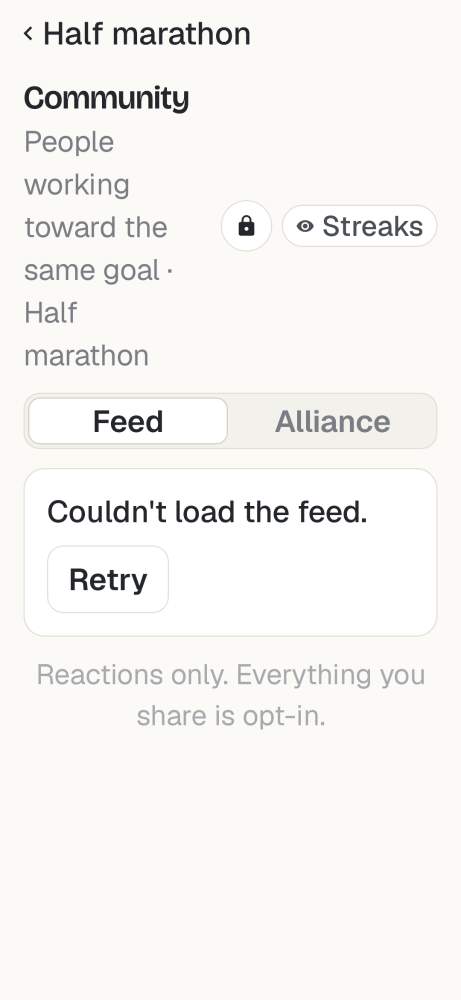 Half marathon
Community
People
working
toward the
same goal ·
Half
marathon
Streaks
Feed
Alliance
Couldn't load the feed.
Retry
Reactions only. Everything you
share is opt-in.